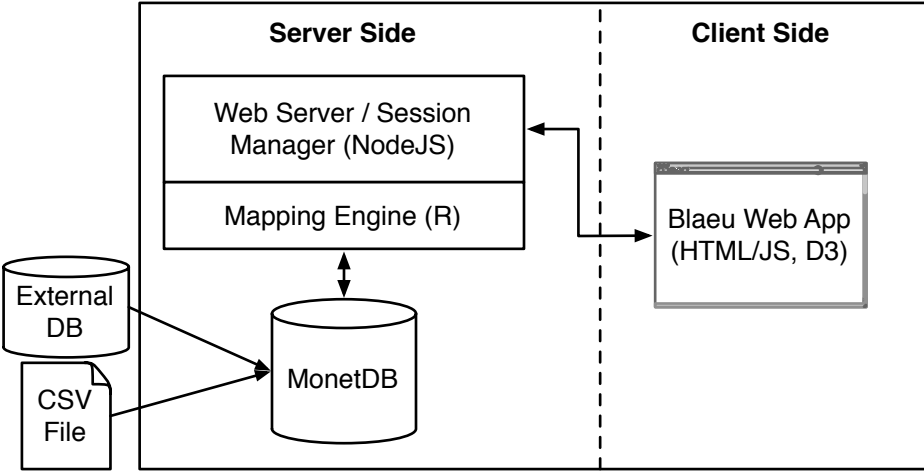 Server Side
Client Side
Web Server / Session
Manager (NodeJS)
Mapping Engine (R)
Blaeu Web App
(HTML/JS, D3)
External
DB
MonetDB
CSV
File